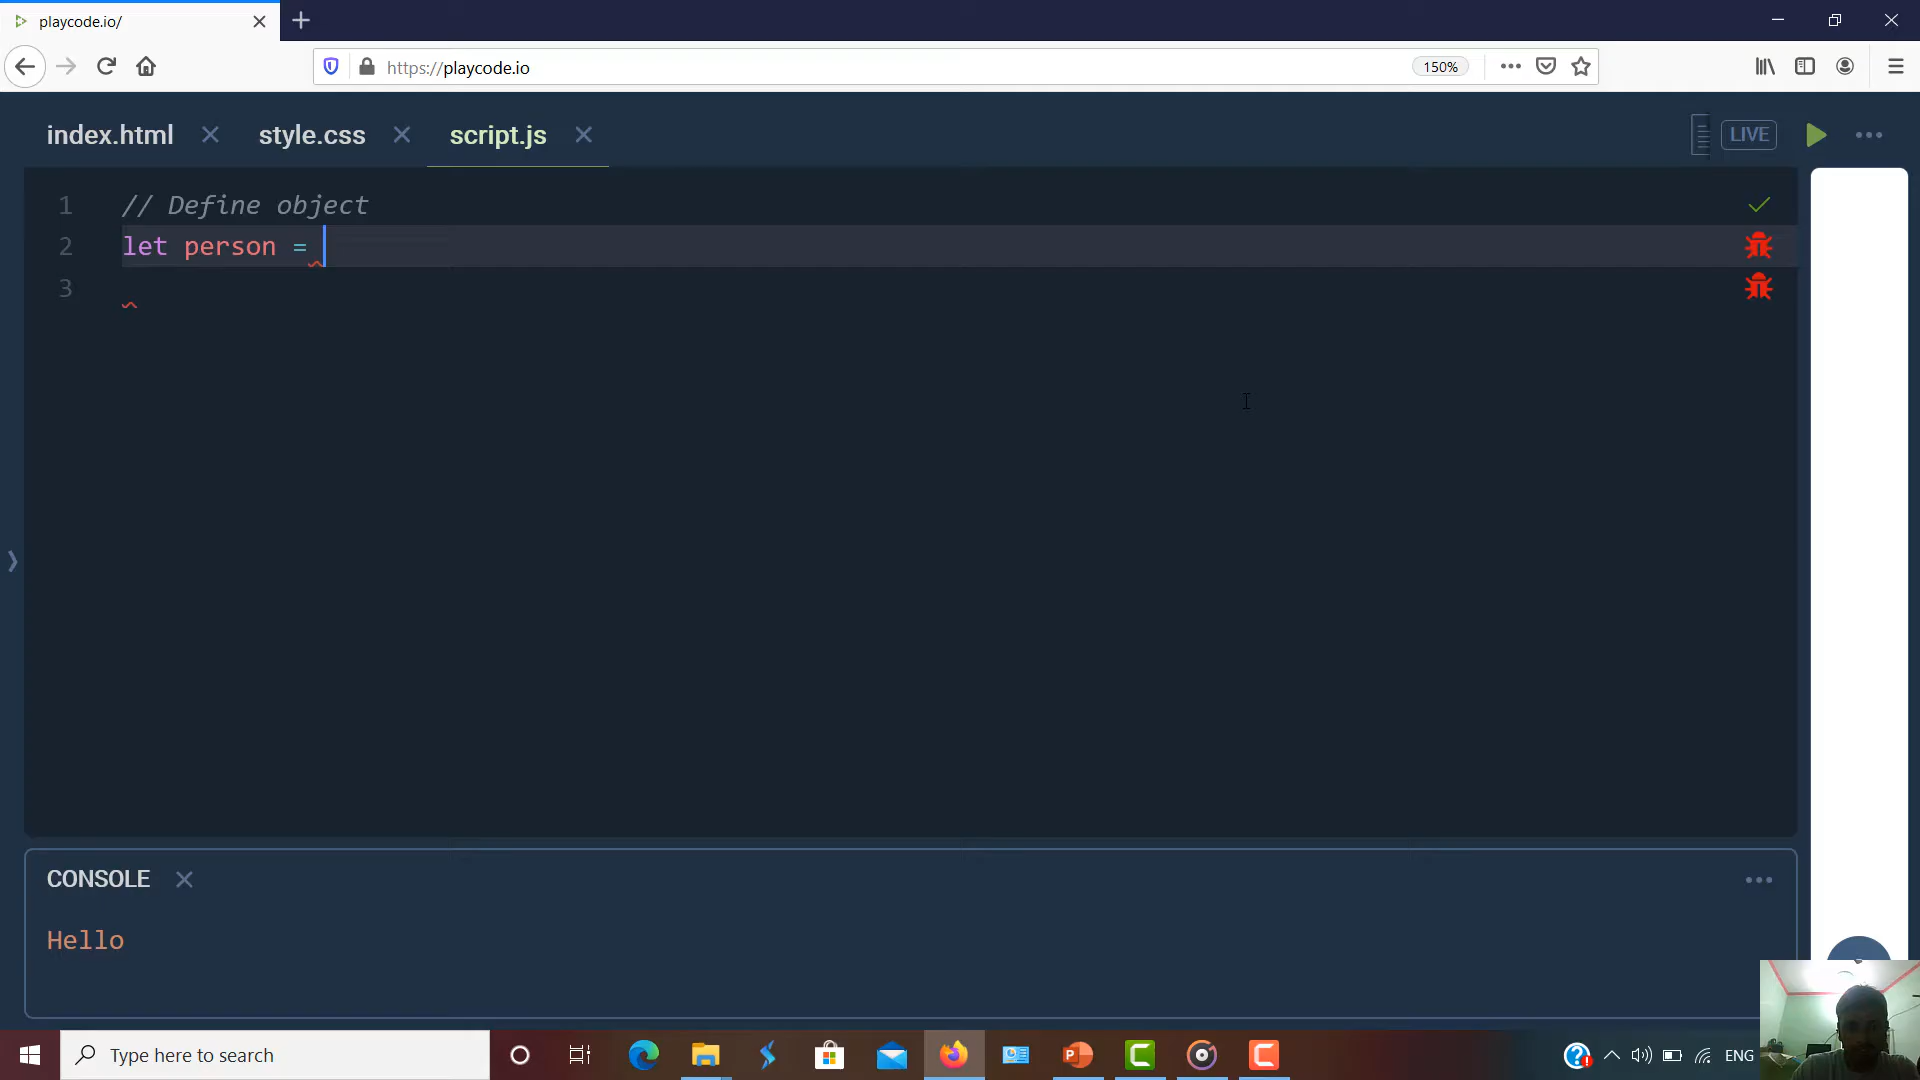 playcode.io/
https://playcode.io
150%
index.html
style.css
script.js
LIVE
1 // Define object
2 let person =
3
CONSOLE
Hello
Type here to search
ENG